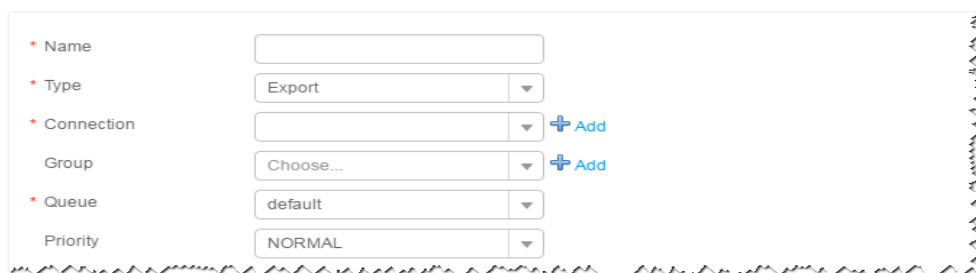 * Name
* Type Export
* Connection Add
Group Choose... Add
* Queue default
Priority NORMAL